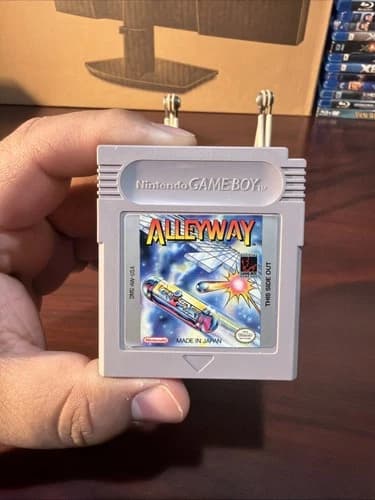 Nintendo GAME BOY TM
ALLEYWAY
DMG-AW-USA
THIS SIDE OUT
Nintendo
MADE IN JAPAN